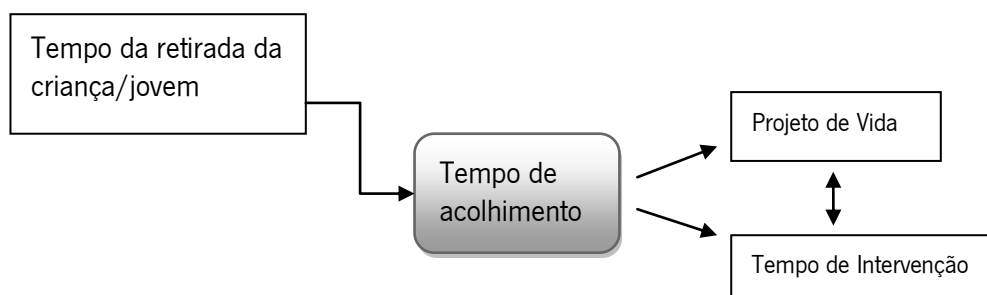 Tempo da retirada da
criança/jovem
Tempo de
acolhimento
Projeto de Vida
Tempo de Intervenção